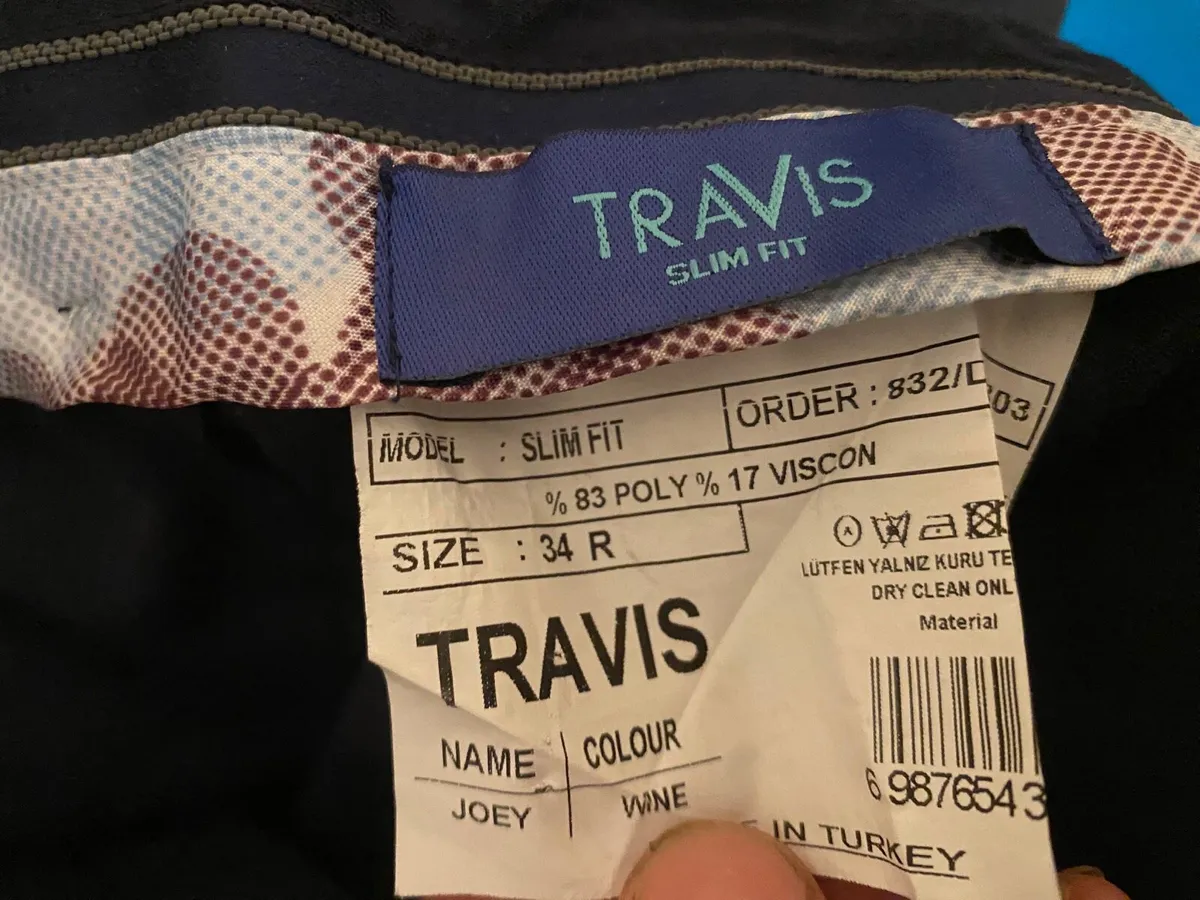 TRAVIS
SLIM FIT
MODEL : SLIM FIT
ORDER : 832/D
03
% 83 POLY % 17 VISCON
SIZE : 34 R
A
LÜTFEN YALNIZ KURU TE
DRY CLEAN ONL
Material
TRAVIS
6 9876543
NAME COLOUR
JOEY WINE
IN TURKEY